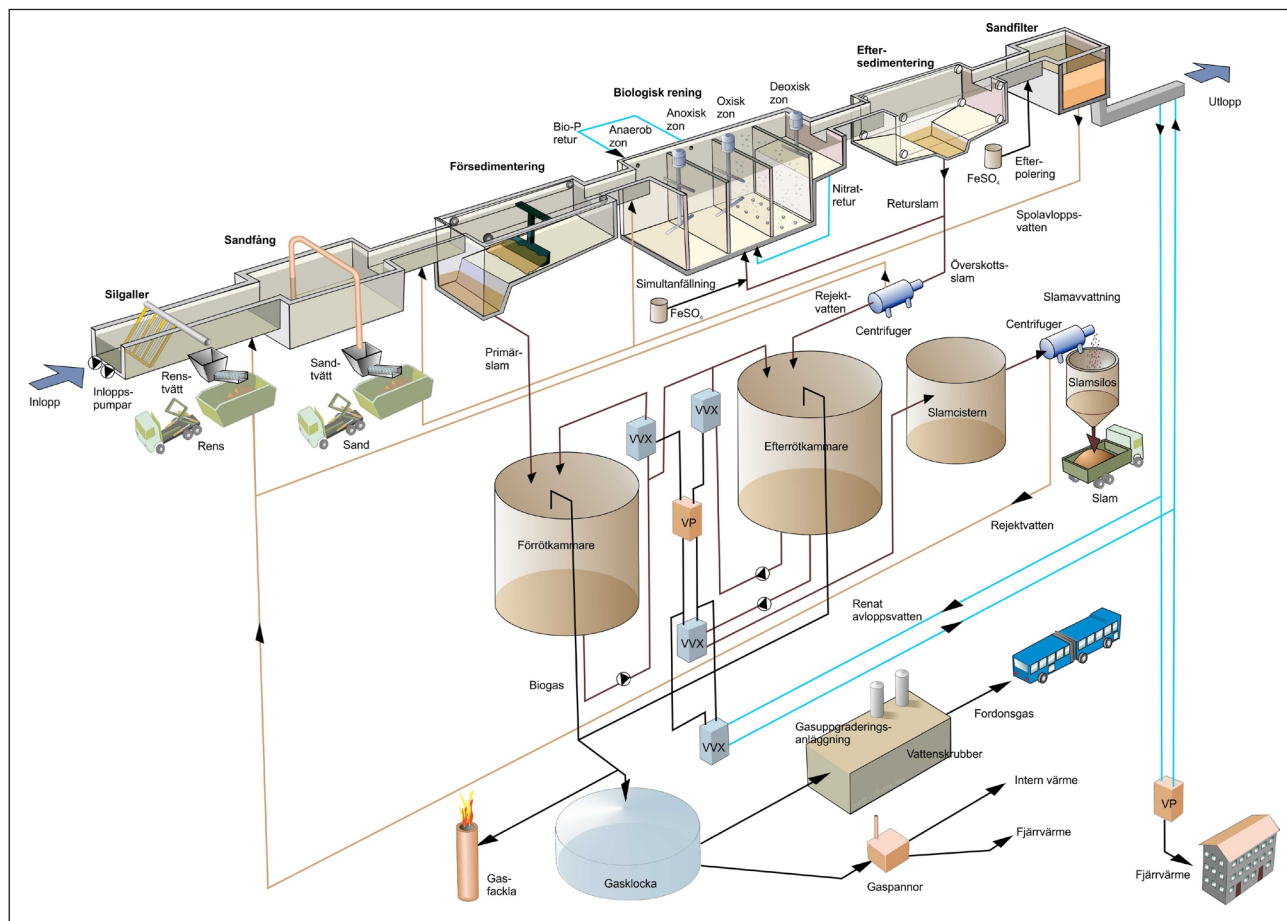 Sandfilter
Efter-
sedimentering
Utlopp
Biologisk rening
Deoxisk
zon
Oxisk
zon
Anoxisk
zon
Bio-P
retur
Anaerob
zon
FeSO4
Efter-
polering
Försedimentering
Nitrat-
retur
Returslam
Spolavlopps-
vatten
Sandfång
Silgaller
Simultanfällning
FeSO4
Rejekt-
vatten
Överskotts-
slam
Centrifuger
Slamavvattning
Centrifuger
Primär-
slam
Inlopp
Inlopps-
pumpar
Rens-
tvätt
Sand-
tvätt
Rens
Sand
Slamsilos
Slamcistern
VVX
VVX
Efterrötkammare
Slam
VP
Förrötkammare
Rejektvatten
Renat
avloppsvatten
VVX
Biogas
VVX
Gasuppgraderings-
anläggning
Vattenskrubber
Fordonsgas
Intern värme
VP
Fjärrvärme
Gas-
fackla
Gasklocka
Gaspannor
Fjärrvärme